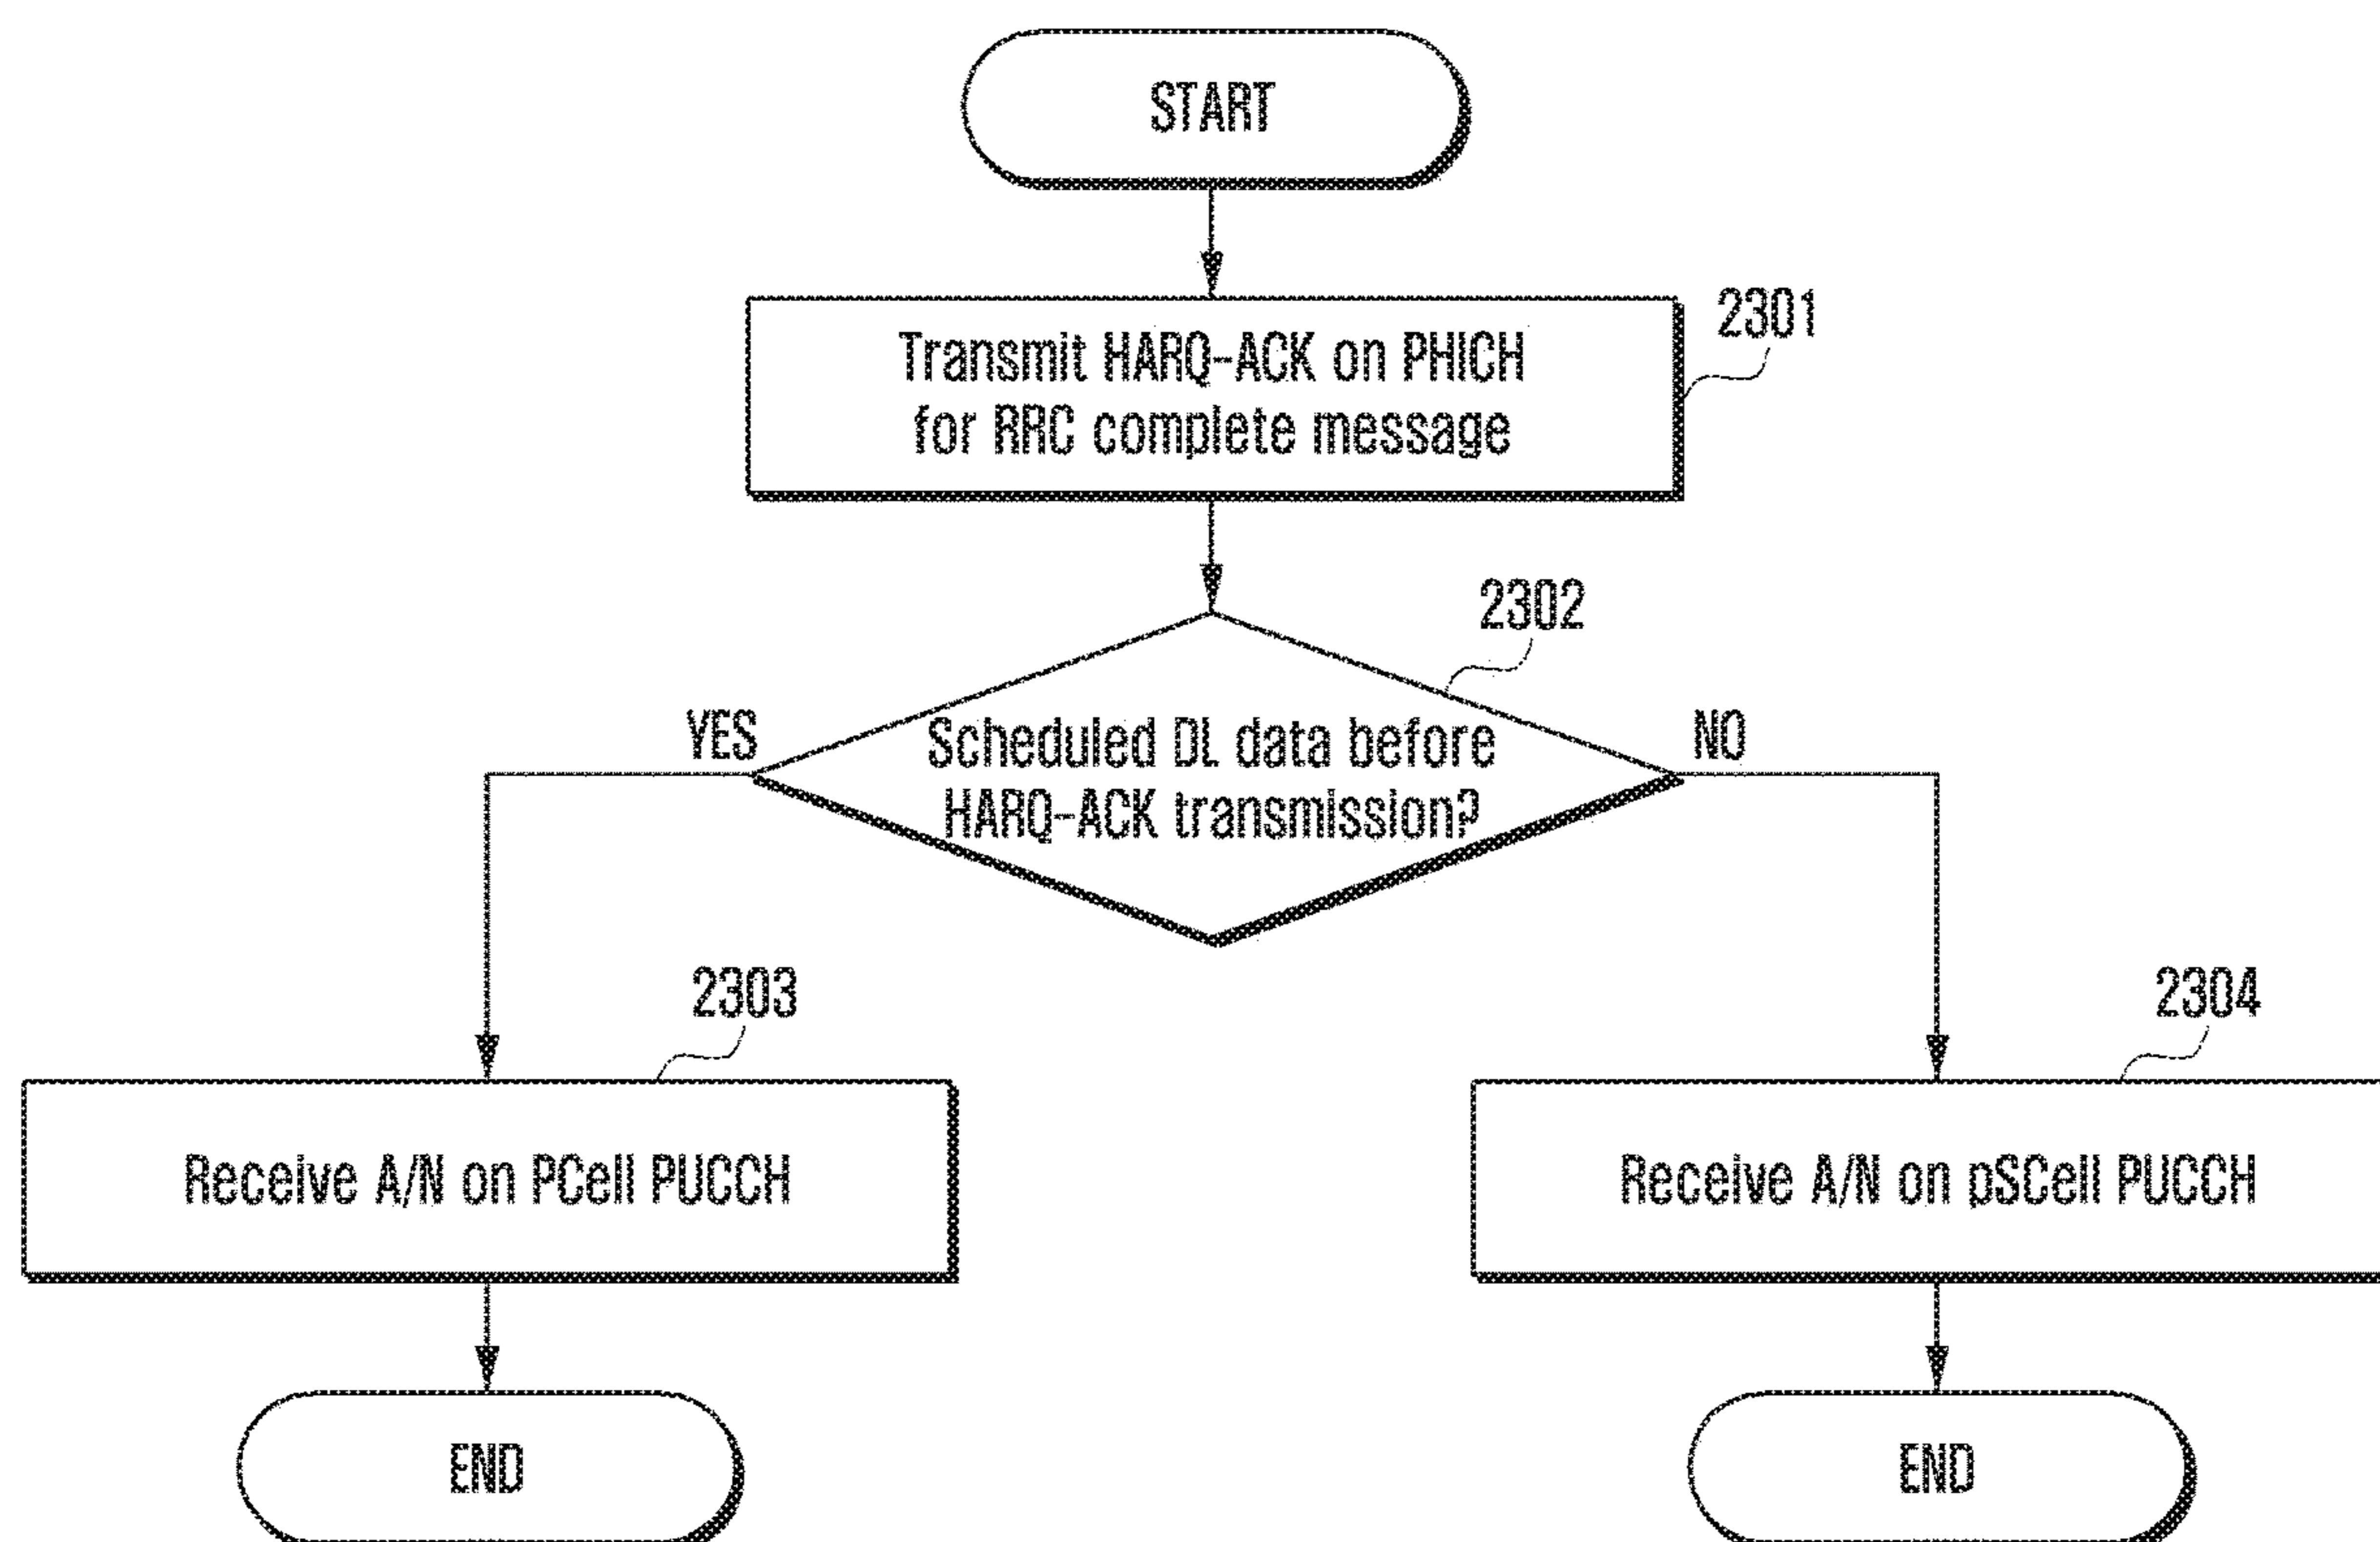 START
2301
Transmit HARQ-ACK on PHICH
for RRC complete message
2302
YES
NO
Scheduled DL data before
HARQ-ACK transmission?
2303
2304
Receive A/N on PCell PUCCH
Receive A/N on pSCell PUCCH
END
END